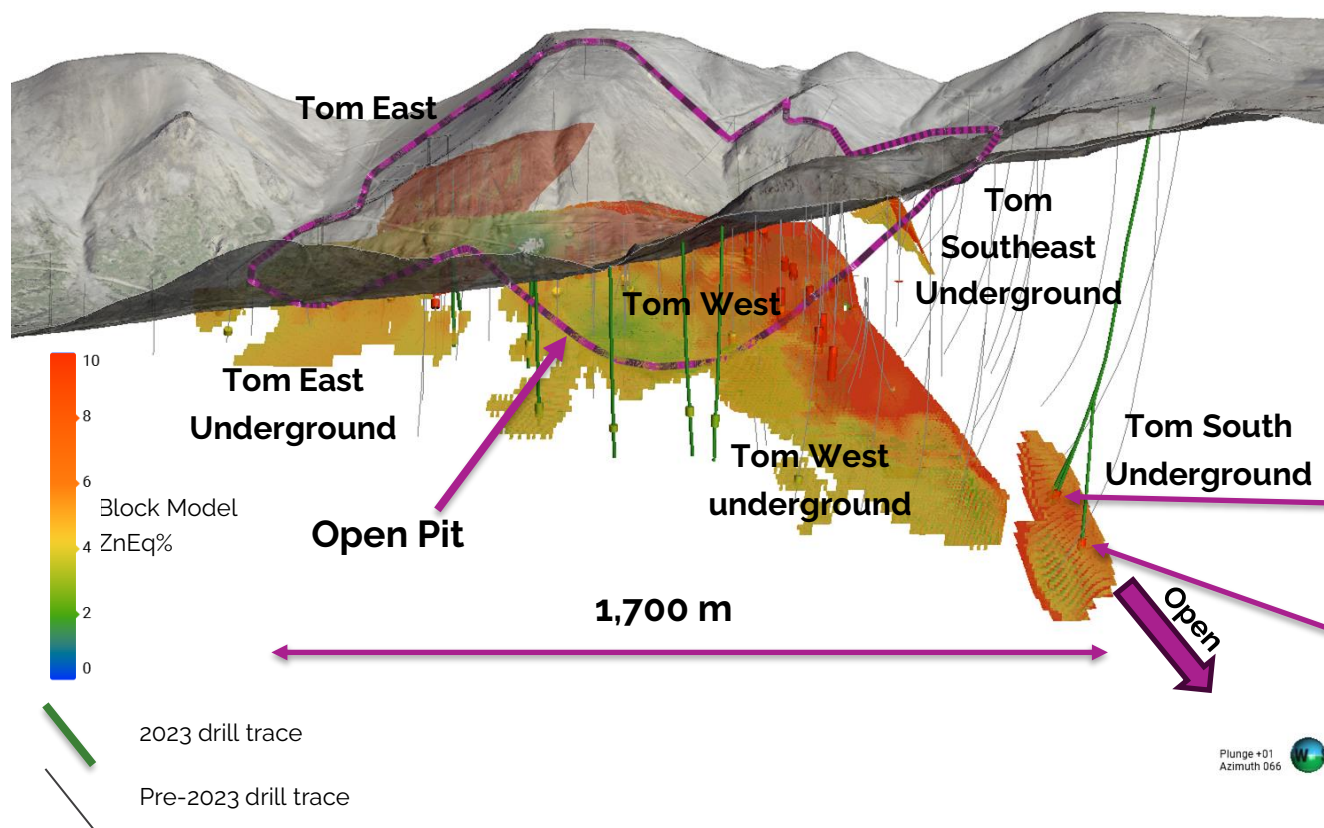 Tom East
Tom
Southeast
Underground
Tom West
Tom East
Underground
Tom South
Underground
Tom West
underground
Open Pit
10
8
6
4
2
0
Block Model
ZnEq%
1,700 m
Open
2023 drill trace
Pre-2023 drill trace
Plunge +01
Azimuth 066
W